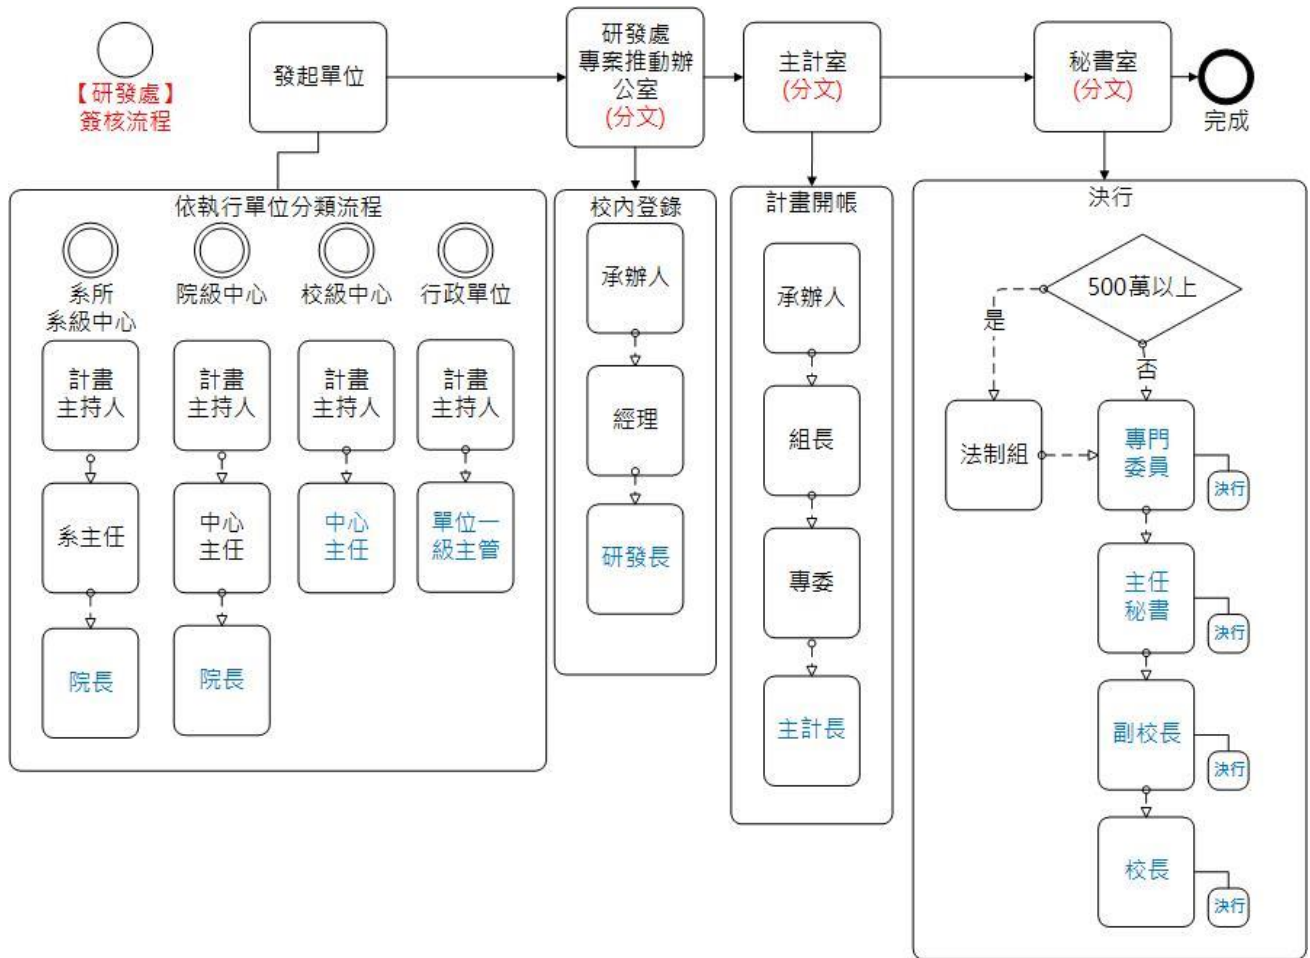 【研發處】
簽核流程
發起單位
研發處
專案推動辦
公室
(分文)
主計室
(分文)
秘書室
(分文)
完成
依執行單位分類流程
系所
系級中心
院級中心
校級中心
行政單位
計畫
主持人
計畫
主持人
計畫
主持人
計畫
主持人
系主任
中心
主任
中心
主任
單位一
級主管
院長
院長
校內登錄
承辦人
經理
研發長
計畫開帳
承辦人
組長
專委
主計長
決行
500萬以上
是
否
法制組
專門
委員
決行
主任
秘書
決行
副校長
決行
校長
決行